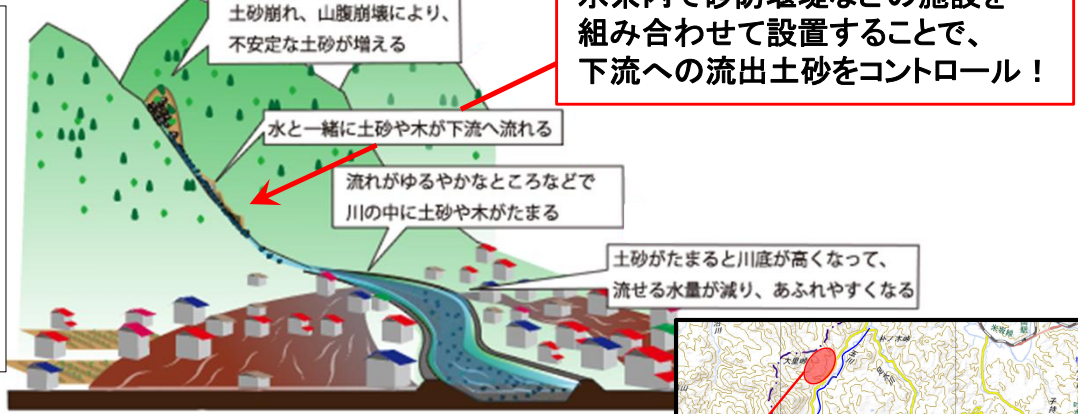 土砂崩れ、山腹崩壊により、
不安定な土砂が増える
組み合わせて設置することで、
下流への流出土砂をコントロール！
水と一緒に土砂や木が下流へ流れる
流れがゆるやかなところなどで
川の中に土砂や木がたまる
土砂がたまると川底が高くなって、
流せる水量が減り、あふれやすくなる